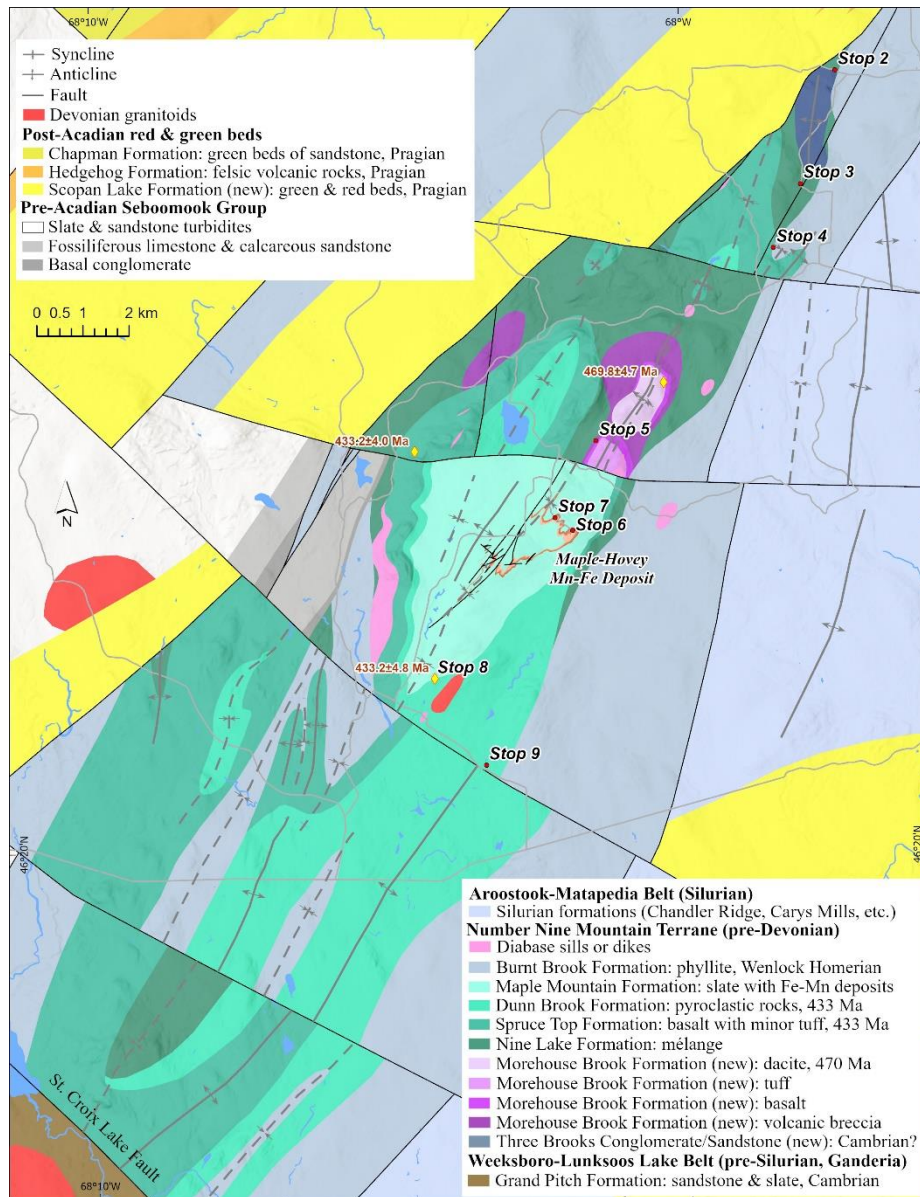 68°10'W
68°W
Syncline
Anticline
Fault
Devonian granitoids
Post-Acadian red & green beds
Chapman Formation: green beds of sandstone, Pragian
Hedgehog Formation: felsic volcanic rocks, Pragian
Scopan Lake Formation (new): green & red beds, Pragian
Pre-Acadian Seboomook Group
Slate & sandstone turbidites
Fossiliferous limestone & calcareous sandstone
Basal conglomerate
0 0.5 1 2 km
N
Stop 2
Stop 3
Stop 4
469.8±4.7 Ma
Stop 5
433.2±4.0 Ma
Stop 7
Stop 6
Maple-Hovey
Mn-Fe Deposit
433.2±4.8 Ma
Stop 8
Stop 9
46°20'N
46°20'N
Aroostook-Matapedia Belt (Silurian)
Silurian formations (Chandler Ridge, Carys Mills, etc.)
Number Nine Mountain Terrane (pre-Devonian)
Diabase sills or dikes
Burnt Brook Formation: phyllite, Wenlock Homerian
Maple Mountain Formation: slate with Fe-Mn deposits
Dunn Brook Formation: pyroclastic rocks, 433 Ma
Spruce Top Formation: basalt with minor tuff, 433 Ma
Nine Lake Formation: mélange
Morehouse Brook Formation (new): dacite, 470 Ma
Morehouse Brook Formation (new): tuff
Morehouse Brook Formation (new): basalt
Morehouse Brook Formation (new): volcanic breccia
Three Brooks Conglomerate/Sandstone (new): Cambrian?
Weeksboro-Lunksoos Lake Belt (pre-Silurian, Ganderia)
Grand Pitch Formation: sandstone & slate, Cambrian
St. Croix Lake Fault
68°10'W